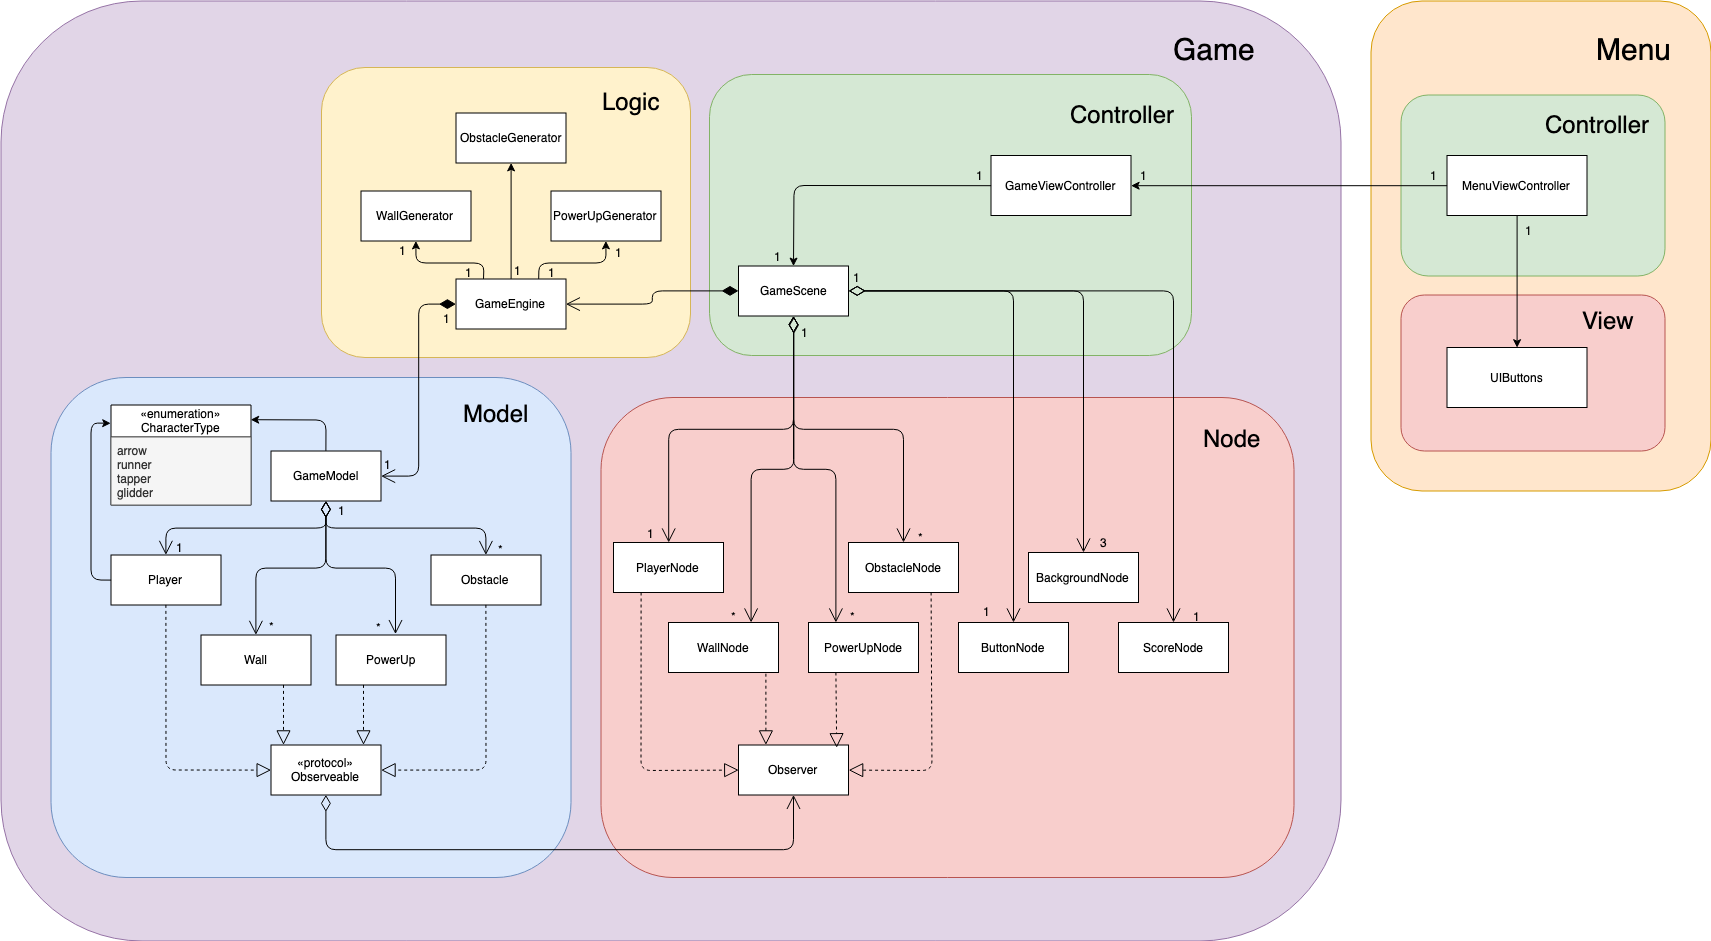 Game
Menu
Logic
Controller
Controller
ObstacleGenerator
GameViewController
1
1
1
MenuViewController
WallGenerator
PowerUpGenerator
1
1
1
1
1
1
1
1
GameEngine
GameScene
1
1
1
View
UIButtons
Model
Node
«enumeration»
CharacterType
arrow
runner
tapper
glidder
GameModel
1
1
1
*
Player
Obstacle
*
*
Wall
PowerUp
«protocol»
Observeable
1
*
3
PlayerNode
ObstacleNode
BackgroundNode
*
*
1
1
WallNode
PowerUpNode
ButtonNode
ScoreNode
Observer